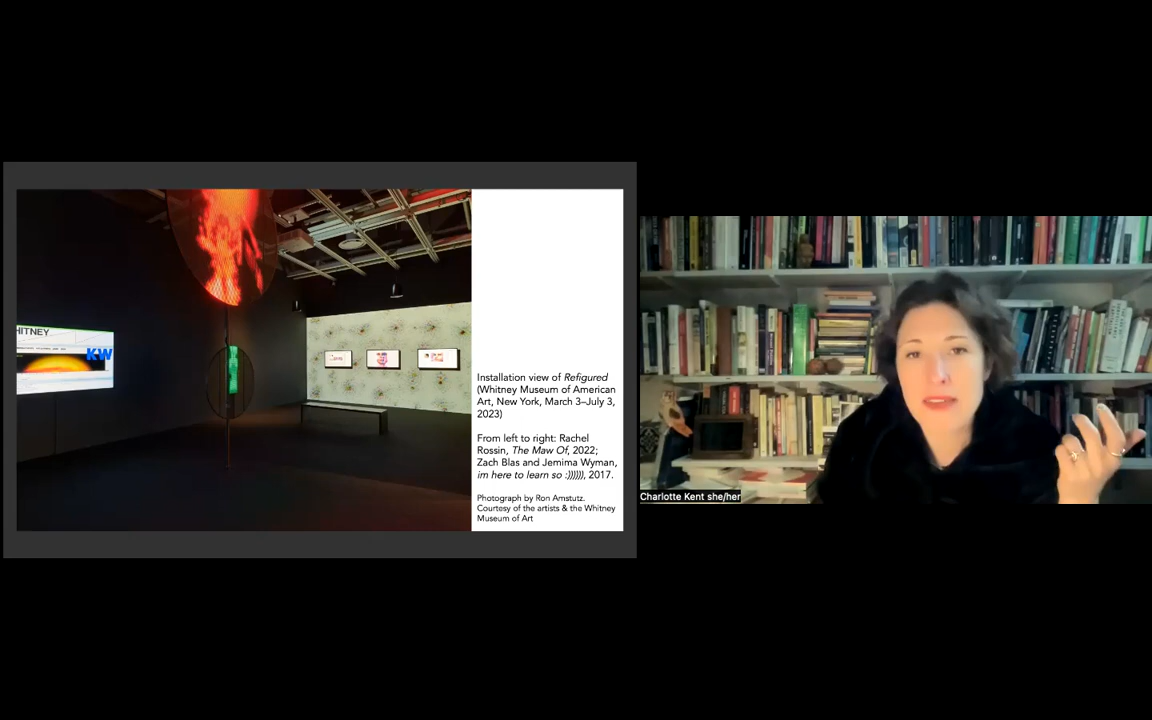 HITNEY
KW
Installation view of Refigured
(Whitney Museum of American
Art, New York, March 3–July 3,
2023)
From left to right: Rachel
Rossin, The Maw Of, 2022;
Zach Blas and Jemima Wyman,
im here to learn so :)))))), 2017.
Photograph by Ron Amstutz.
Courtesy of the artists & the Whitney
Museum of Art
Charlotte Kent she/her